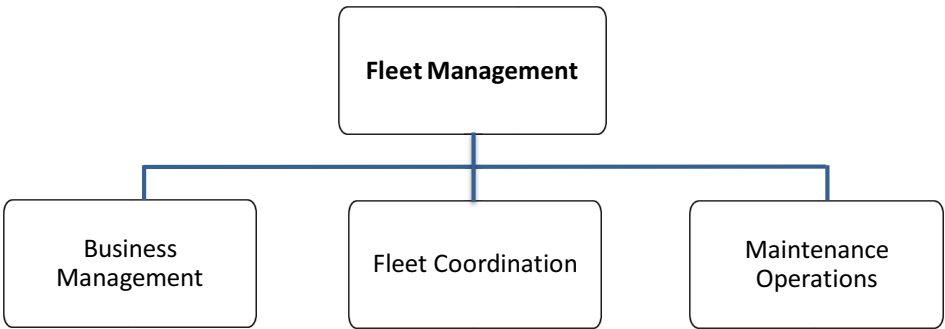 Fleet Management
Business
Management
Fleet Coordination
Maintenance
Operations